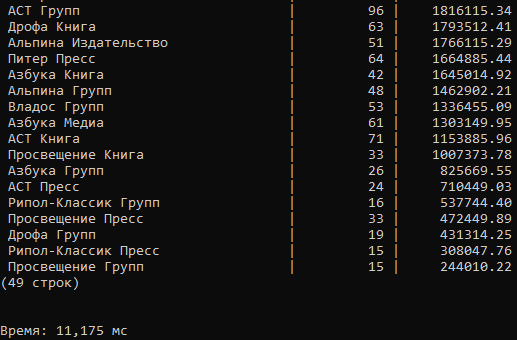 АСТ Групп | 96 | 1816115.34
Дрофа Книга | 63 | 1793512.41
Альпина Издательство | 51 | 1766115.29
Питер Пресс | 64 | 1664885.44
Азбука Книга | 42 | 1645014.92
Альпина Групп | 48 | 1462902.21
Владос Групп | 53 | 1336455.09
Азбука Медиа | 61 | 1303149.95
АСТ Книга | 71 | 1153885.96
Просвещение Книга | 33 | 1007373.78
Азбука Групп | 26 | 825669.55
АСТ Пресс | 24 | 710449.03
Рипол-Классик Групп | 16 | 537744.40
Просвещение Пресс | 33 | 472449.89
Дрофа Групп | 19 | 431314.25
Рипол-Классик Пресс | 15 | 308047.76
Просвещение Групп | 15 | 244010.22
(49 строк)
Время: 11,175 мс